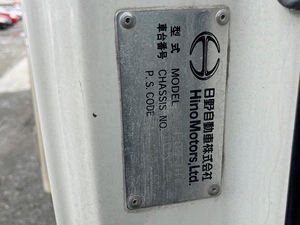 日野自動車株式会社
Hino Motors, Ltd.
型式 MODEL
車台番号 CHASSIS NO.
P.S. CODE